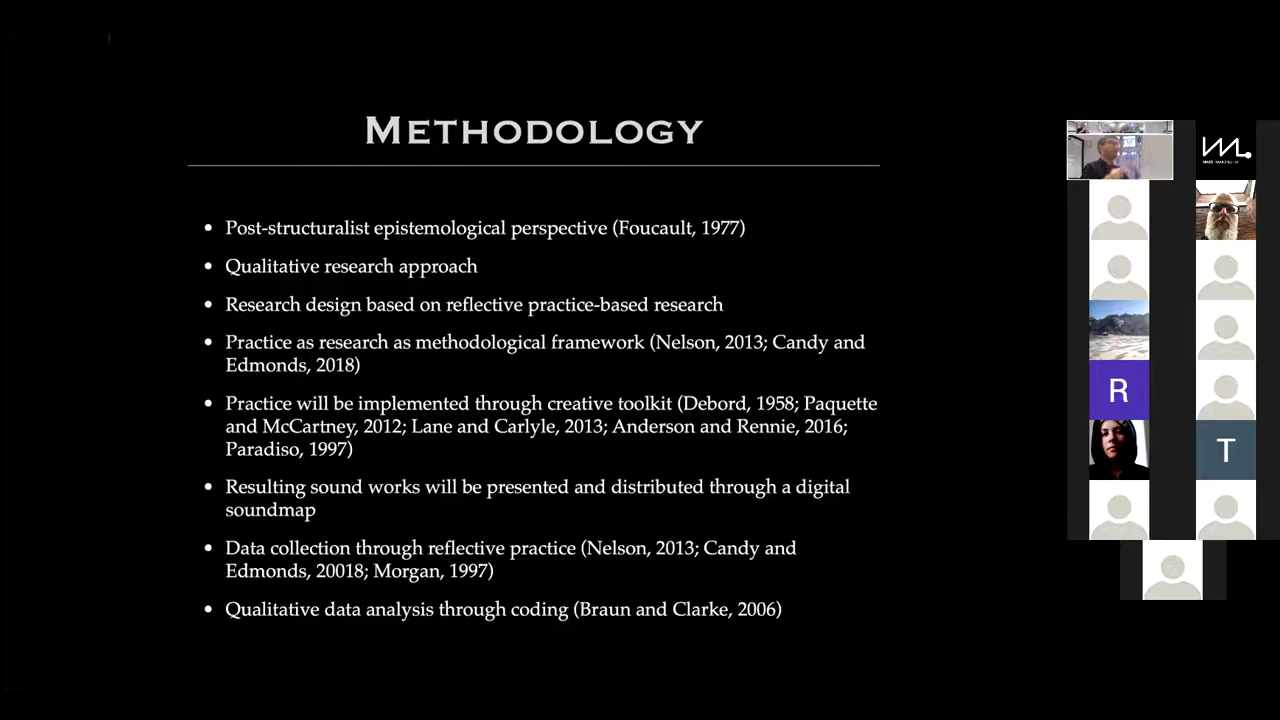 METHODOLOGY
• Post-structuralist epistemological perspective (Foucault, 1977)
• Qualitative research approach
• Research design based on reflective practice-based research
• Practice as research as methodological framework (Nelson, 2013; Candy and
Edmonds, 2018)
• Practice will be implemented through creative toolkit (Debord, 1958; Paquette
and McCartney, 2012; Lane and Carlyle, 2013; Anderson and Rennie, 2016;
Paradiso, 1997)
• Resulting sound works will be presented and distributed through a digital
soundmap
• Data collection through reflective practice (Nelson, 2013; Candy and
Edmonds, 20018; Morgan, 1997)
• Qualitative data analysis through coding (Braun and Clarke, 2006)
R
T